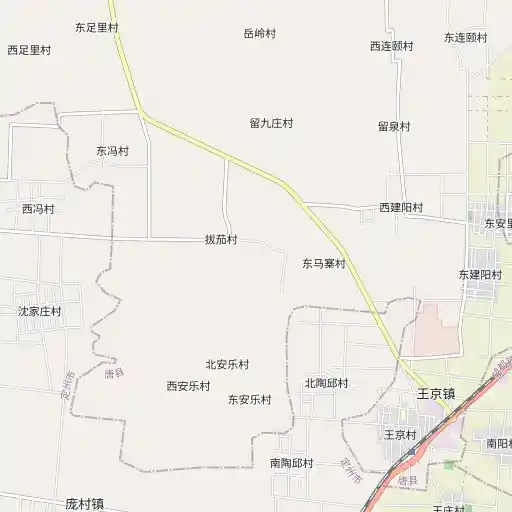 东足里村
岳岭村
东连颐村
西足里村
西连颐村
留九庄村
留泉村
东冯村
西冯村
西建阳村
东安里
拔茄村
东马寨村
东建阳村
沈家庄村
北安乐村
唐县
定州市
西安乐村
北陶邱村
东安乐村
王京镇
王京村
南阳村
南陶邱村
定州市
唐县
庞村镇
王庄村